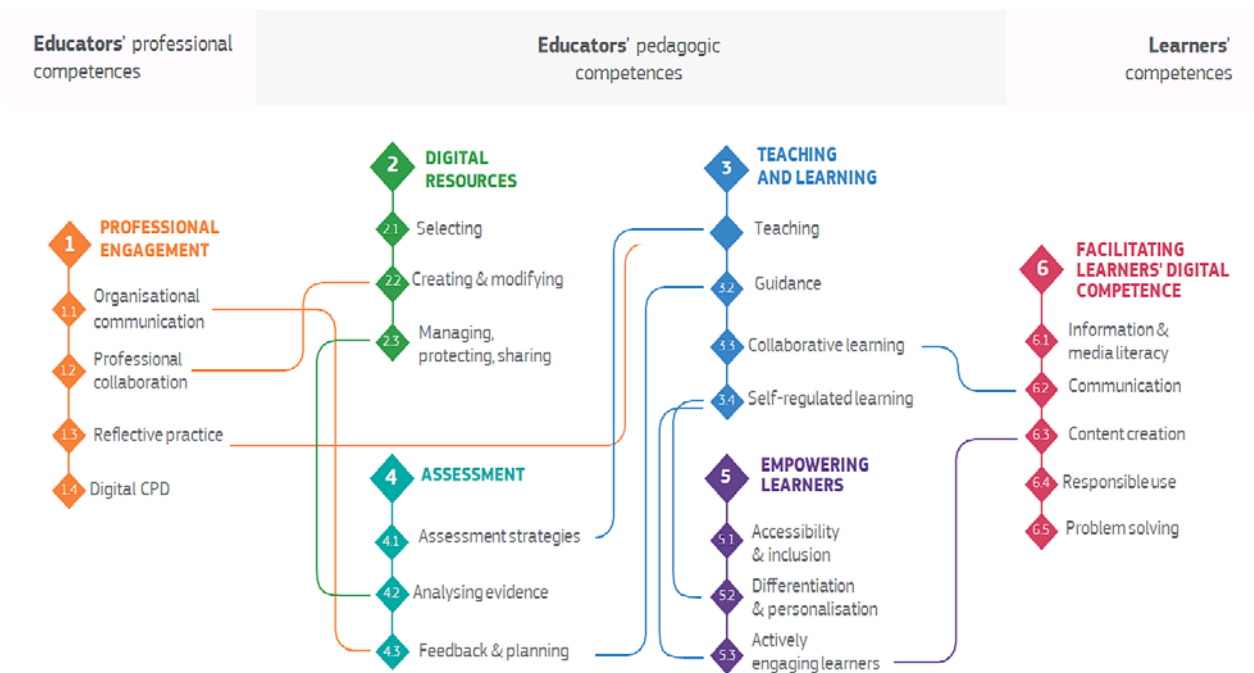 Educators' professional
competences
Educators' pedagogic
competences
Learners'
competences
1
PROFESSIONAL
ENGAGEMENT
1.1
Organisational
communication
1.2
Professional
collaboration
1.3
Reflective practice
1.4
Digital CPD
2
DIGITAL
RESOURCES
2.1
Selecting
2.2
Creating & modifying
2.3
Managing,
protecting, sharing
3
TEACHING
AND LEARNING
Teaching
3.2
Guidance
3.3
Collaborative learning
3.4
Self-regulated learning
4
ASSESSMENT
4.1
Assessment strategies
4.2
Analysing evidence
4.3
Feedback & planning
5
EMPOWERING
LEARNERS
5.1
Accessibility
& inclusion
5.2
Differentiation
& personalisation
5.3
Actively
engaging learners
6
FACILITATING
LEARNERS' DIGITAL
COMPETENCE
6.1
Information &
media literacy
6.2
Communication
6.3
Content creation
6.4
Responsible use
6.5
Problem solving